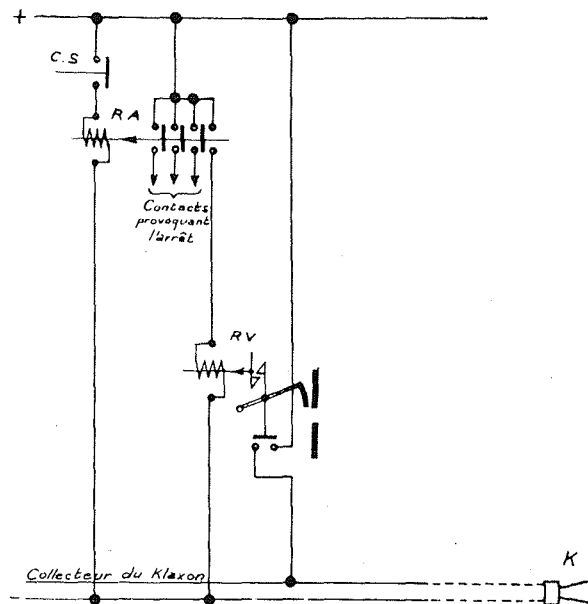 +
C.S
RA
Contacts
provoquant
l'arrêt
RV
K
Collecteur du Klaxon
-